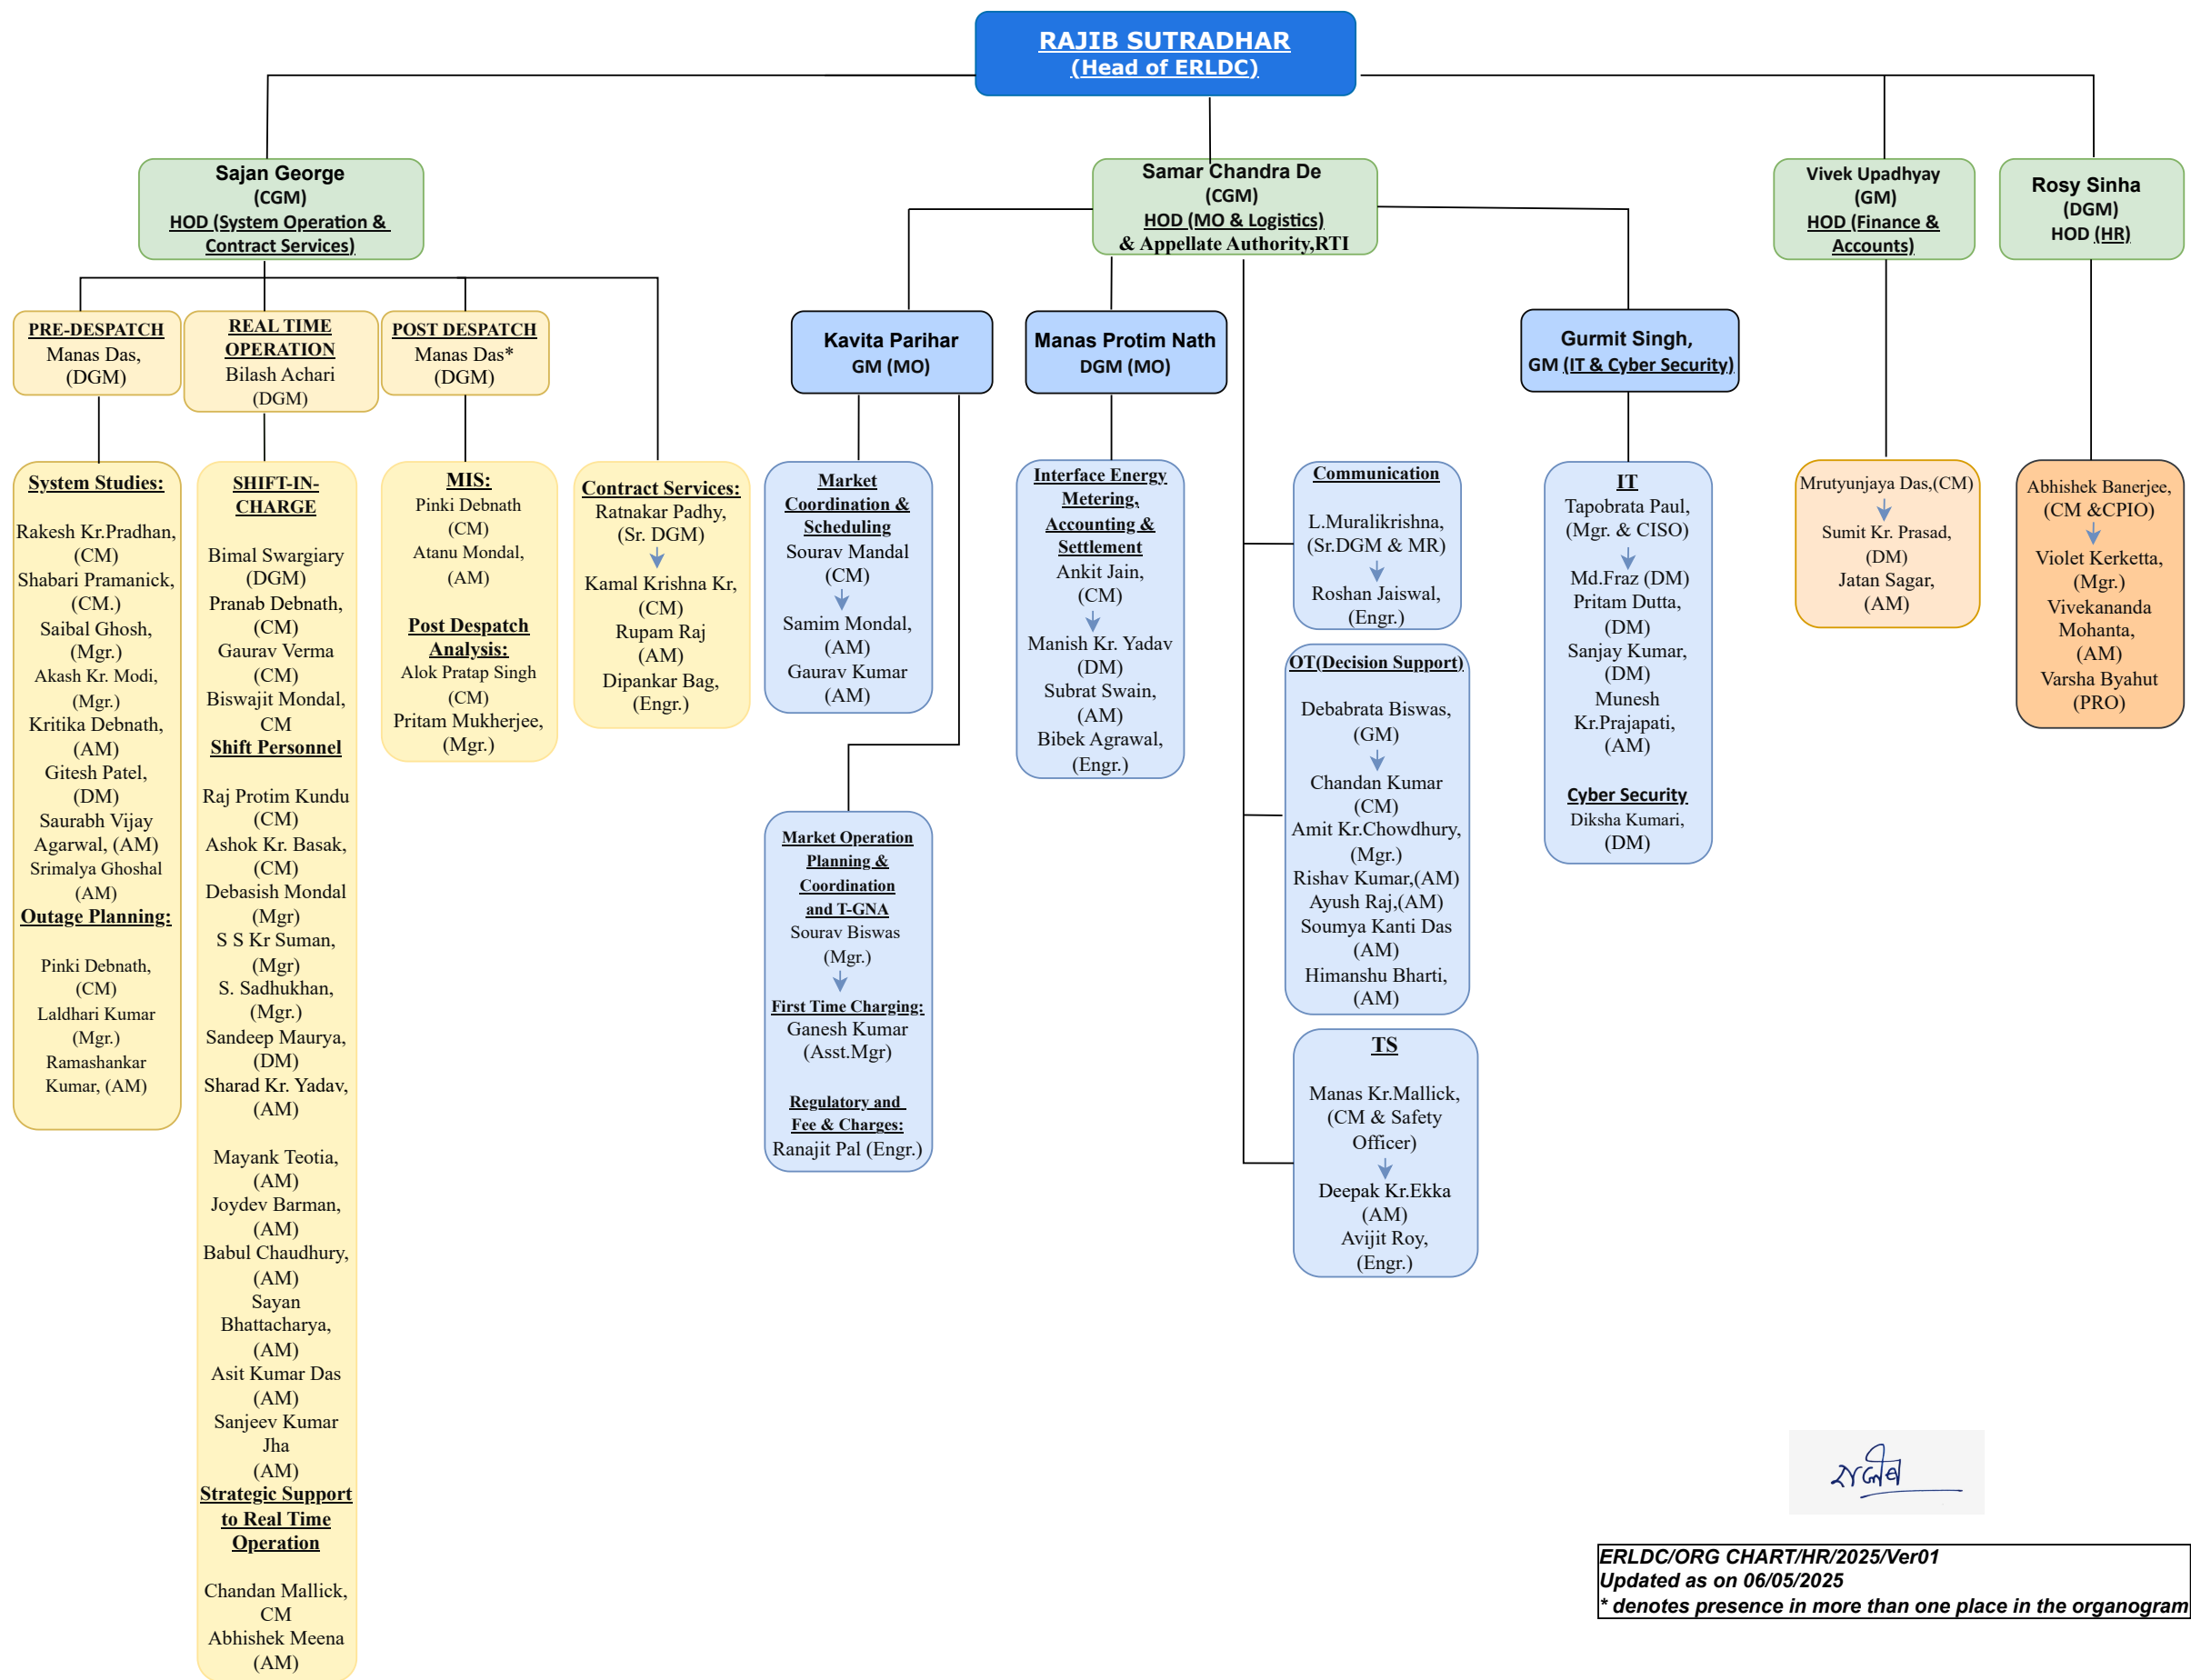 RAJIB SUTRADHAR
(Head of ERLDC)
Sajan George
(CGM)
HOD (System Operation &
Contract Services)
Samar Chandra De
(CGM)
HOD (MO & Logistics)
& Appellate Authority,RTI
Vivek Upadhyay
(GM)
HOD (Finance &
Accounts)
Rosy Sinha
(DGM)
HOD (HR)
PRE-DESPATCH
Manas Das,
(DGM)
REAL TIME
OPERATION
Bilash Achari
(DGM)
POST DESPATCH
Manas Das*
(DGM)
Kavita Parihar
GM (MO)
Manas Protim Nath
DGM (MO)
Gurmit Singh,
GM (IT & Cyber Security)
System Studies:
Rakesh Kr.Pradhan,
(CM)
Shabari Pramanick,
(CM.)
Saibal Ghosh,
(Mgr.)
Akash Kr. Modi,
(Mgr.)
Kritika Debnath,
(AM)
Gitesh Patel,
(DM)
Saurabh Vijay
Agarwal, (AM)
Srimalya Ghoshal
(AM)
Outage Planning:
Pinki Debnath,
(CM)
Laldhari Kumar
(Mgr.)
Ramashankar
Kumar, (AM)
SHIFT-IN-
CHARGE
Bimal Swargiary
(DGM)
Pranab Debnath,
(CM)
Gaurav Verma
(CM)
Biswajit Mondal,
CM
Shift Personnel
Raj Protim Kundu
(CM)
Ashok Kr. Basak,
(CM)
Debasish Mondal
(Mgr)
S S Kr Suman,
(Mgr)
S. Sadhukhan,
(Mgr.)
Sandeep Maurya,
(DM)
Sharad Kr. Yadav,
(AM)
Mayank Teotia,
(AM)
Joydev Barman,
(AM)
Babul Chaudhury,
(AM)
Sayan
Bhattacharya,
(AM)
Asit Kumar Das
(AM)
Sanjeev Kumar
Jha
(AM)
Strategic Support
to Real Time
Operation
Chandan Mallick,
CM
Abhishek Meena
(AM)
MIS:
Pinki Debnath
(CM)
Atanu Mondal,
(AM)
Post Despatch
Analysis:
Alok Pratap Singh
(CM)
Pritam Mukherjee,
(Mgr.)
Contract Services:
Ratnakar Padhy,
(Sr. DGM)
Kamal Krishna Kr,
(CM)
Rupam Raj
(AM)
Dipankar Bag,
(Engr.)
Market
Coordination &
Scheduling
Sourav Mandal
(CM)
Samim Mondal,
(AM)
Gaurav Kumar
(AM)
Market Operation
Planning &
Coordination
and T-GNA
Sourav Biswas
(Mgr.)
First Time Charging:
Ganesh Kumar
(Asst.Mgr)
Regulatory and
Fee & Charges:
Ranajit Pal (Engr.)
Interface Energy
Metering,
Accounting &
Settlement
Ankit Jain,
(CM)
Manish Kr. Yadav
(DM)
Subrat Swain,
(AM)
Bibek Agrawal,
(Engr.)
Communication
L.Muralikrishna,
(Sr.DGM & MR)
Roshan Jaiswal,
(Engr.)
OT(Decision Support)
Debabrata Biswas,
(GM)
Chandan Kumar
(CM)
Amit Kr.Chowdhury,
(Mgr.)
Rishav Kumar,(AM)
Ayush Raj,(AM)
Soumya Kanti Das
(AM)
Himanshu Bharti,
(AM)
TS
Manas Kr.Mallick,
(CM & Safety
Officer)
Deepak Kr.Ekka
(AM)
Avijit Roy,
(Engr.)
IT
Tapobrata Paul,
(Mgr. & CISO)
Md.Fraz (DM)
Pritam Dutta,
(DM)
Sanjay Kumar,
(DM)
Munesh
Kr.Prajapati,
(AM)
Cyber Security
Diksha Kumari,
(DM)
Mrutyunjaya Das,(CM)
Sumit Kr. Prasad,
(DM)
Jatan Sagar,
(AM)
Abhishek Banerjee,
(CM &CPIO)
Violet Kerketta,
(Mgr.)
Vivekananda
Mohanta,
(AM)
Varsha Byahut
(PRO)
ERLDC/ORG CHART/HR/2025/Ver01
Updated as on 06/05/2025
* denotes presence in more than one place in the organogram